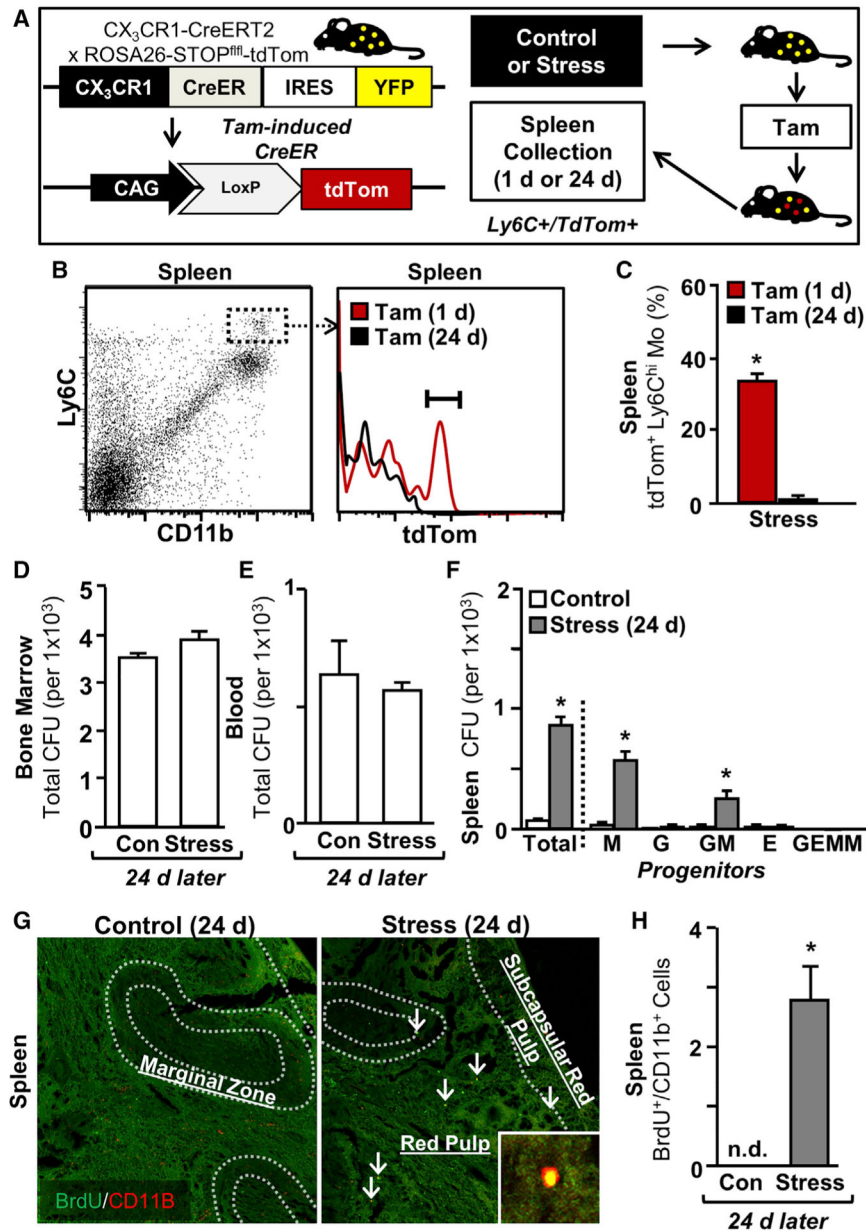 A
CX3CR1-CreERT2
x ROSA26-STOPfl/fl-tdTom
CX3CR1
CreER
IRES
YFP
Tam-induced
CreER
CAG
LoxP
tdTom
Control
or Stress
Tam
Spleen
Collection
(1 d or 24 d)
Ly6C+/TdTom+
B
Spleen
Ly6C
CD11b
Spleen
Tam (1 d)
Tam (24 d)
tdTom
C
Spleen
tdTom+ Ly6Chi Mo (%)
60
40
20
0
Tam (1 d)
Tam (24 d)
*
Stress
D
Bone Marrow
Total CFU (per 1x10³)
5
4
3
2
1
0
Con Stress
24 d later
E
Blood
Total CFU (per 1x10³)
1
0
Con Stress
24 d later
F
Spleen CFU (per 1x10³)
2
1
0
Control
Stress (24 d)
*
*
*
Total
M
G
GM
E
GEMM
Progenitors
G
Spleen
Control (24 d)
Marginal Zone
BrdU/CD11B
Stress (24 d)
Subcapsular Red
Pulp
Red Pulp
H
Spleen
BrdU+/CD11b+ Cells
4
2
0
n.d.
*
Con Stress
24 d later